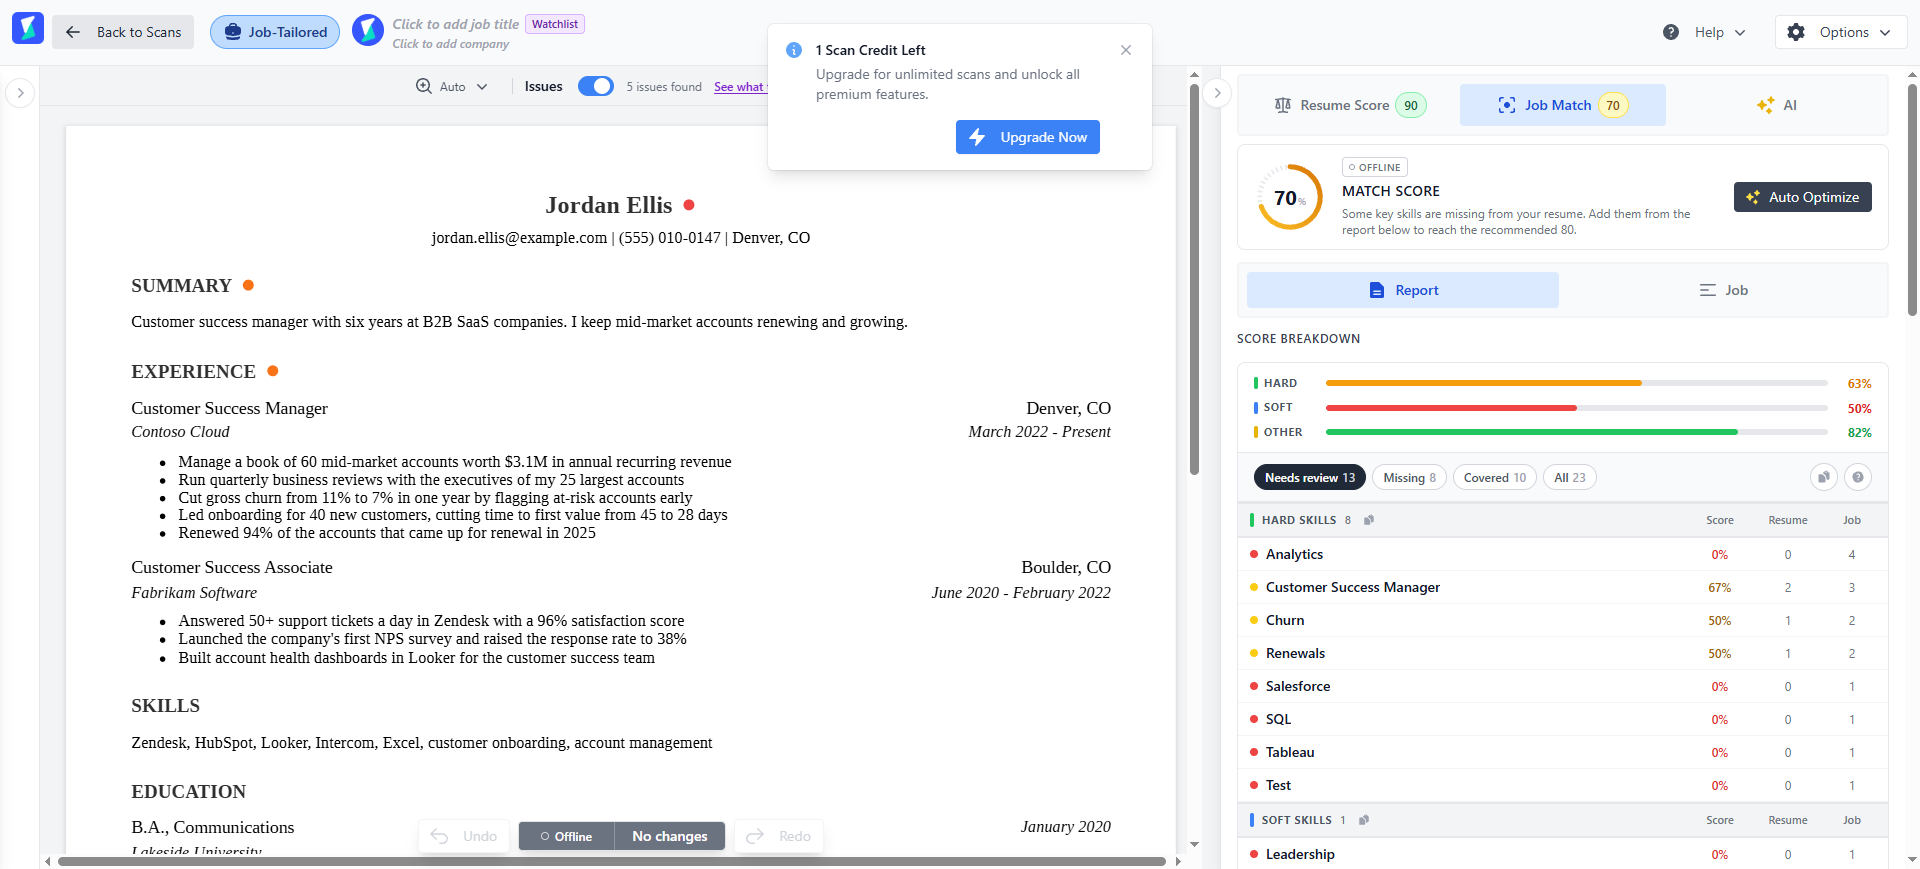 Back to Scans
Job-Tailored
Click to add job title
Watchlist
Click to add company
1 Scan Credit Left
Upgrade for unlimited scans and unlock all
premium features.
Upgrade Now
Help
Options
Auto
Issues
5 issues found
See what
Jordan Ellis
jordan.ellis@example.com | (555) 010-0147 | Denver, CO
SUMMARY
Customer success manager with six years at B2B SaaS companies. I keep mid-market accounts renewing and growing.
EXPERIENCE
Customer Success Manager Denver, CO
Contoso Cloud March 2022 - Present
• Manage a book of 60 mid-market accounts worth $3.1M in annual recurring revenue
• Run quarterly business reviews with the executives of my 25 largest accounts
• Cut gross churn from 11% to 7% in one year by flagging at-risk accounts early
• Led onboarding for 40 new customers, cutting time to first value from 45 to 28 days
• Renewed 94% of the accounts that came up for renewal in 2025
Customer Success Associate Boulder, CO
Fabrikam Software June 2020 - February 2022
• Answered 50+ support tickets a day in Zendesk with a 96% satisfaction score
• Launched the company's first NPS survey and raised the response rate to 38%
• Built account health dashboards in Looker for the customer success team
SKILLS
Zendesk, HubSpot, Looker, Intercom, Excel, customer onboarding, account management
EDUCATION
B.A., Communications January 2020
Lakeside University
Undo
Offline
No changes
Redo
Resume Score 90
Job Match 70
AI
70%
OFFLINE
MATCH SCORE
Some key skills are missing from your resume. Add them from the
report below to reach the recommended 80.
Auto Optimize
Report
Job
SCORE BREAKDOWN
HARD 63%
SOFT 50%
OTHER 82%
Needs review 13
Missing 8
Covered 10
All 23
HARD SKILLS 8 Score Resume Job
Analytics 0% 0 4
Customer Success Manager 67% 2 3
Churn 50% 1 2
Renewals 50% 1 2
Salesforce 0% 0 1
SQL 0% 0 1
Tableau 0% 0 1
Test 0% 0 1
SOFT SKILLS 1 Score Resume Job
Leadership 0% 0 1